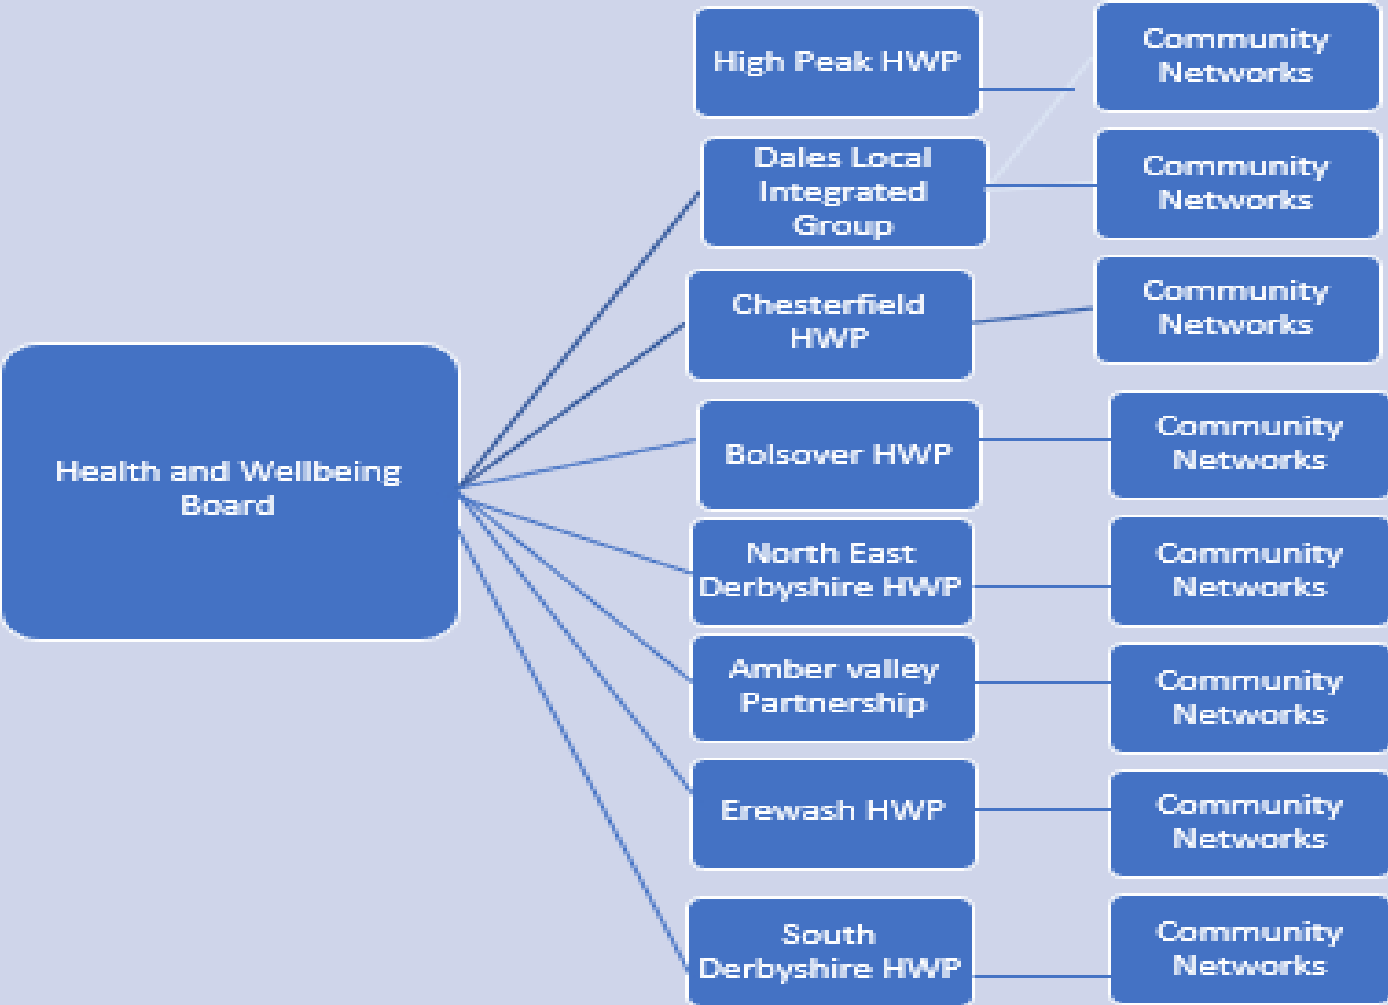 Health and Wellbeing
Board
High Peak HWP
Community
Networks
Dales Local
Integrated
Group
Community
Networks
Chesterfield
HWP
Community
Networks
Bolsover HWP
Community
Networks
North East
Derbyshire HWP
Community
Networks
Amber valley
Partnership
Community
Networks
Erewash HWP
Community
Networks
South
Derbyshire HWP
Community
Networks